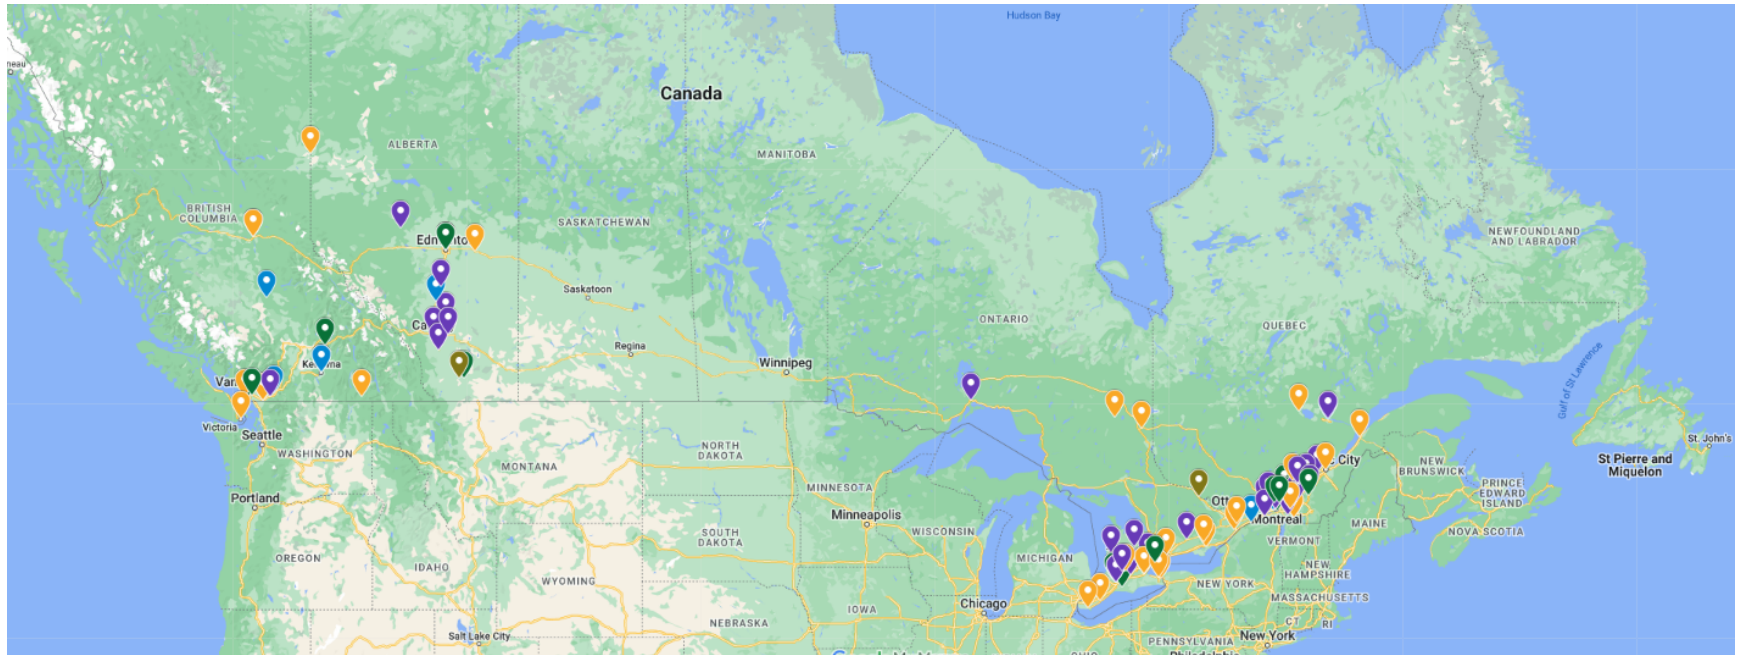 Hudson Bay
neau
Canada
ALBERTA
MANITOBA
BRITISH
COLUMBIA
SASKATCHEWAN
NEWFOUNDLAND
AND LABRADOR
Saskatoon
ONTARIO
QUEBEC
Regina
Winnipeg
Gulf of St Lawrence
Victoria
Seattle
St. John's
WASHINGTON
NORTH
DAKOTA
MONTANA
City
St Pierre and
Miquelon
NEW
BRUNSWICK
PRINCE
EDWARD
ISLAND
Portland
MINNESOTA
Minneapolis
WISCONSIN
Montreal
MAINE
NOVA SCOTIA
SOUTH
DAKOTA
VERMONT
OREGON
IDAHO
MICHIGAN
NEW
HAMPSHIRE
WYOMING
NEW YORK
MASSACHUSETTS
IOWA
Chicago
CT
RI
NEBRASKA
Salt Lake City
PENNSYLVANIA
New York